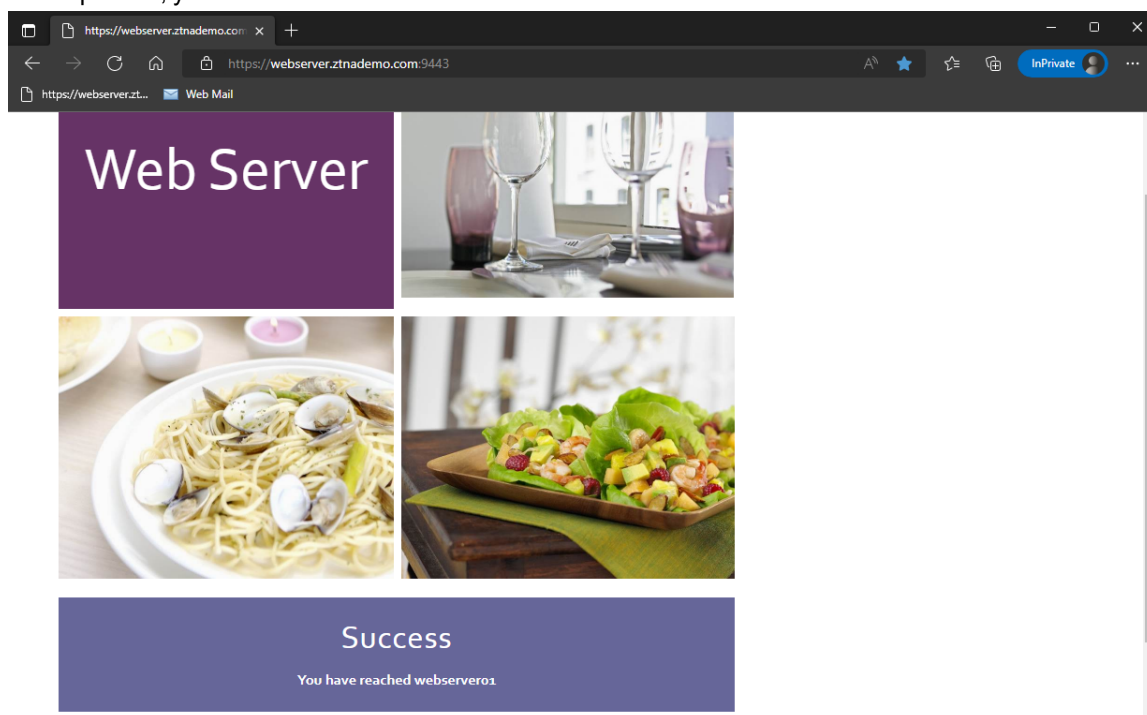 https://webserver.ztnademo.com
https://webserver.ztnademo.com:9443
InPrivate
https://webserver.zt... Web Mail
Web Server
Success
You have reached webserver01